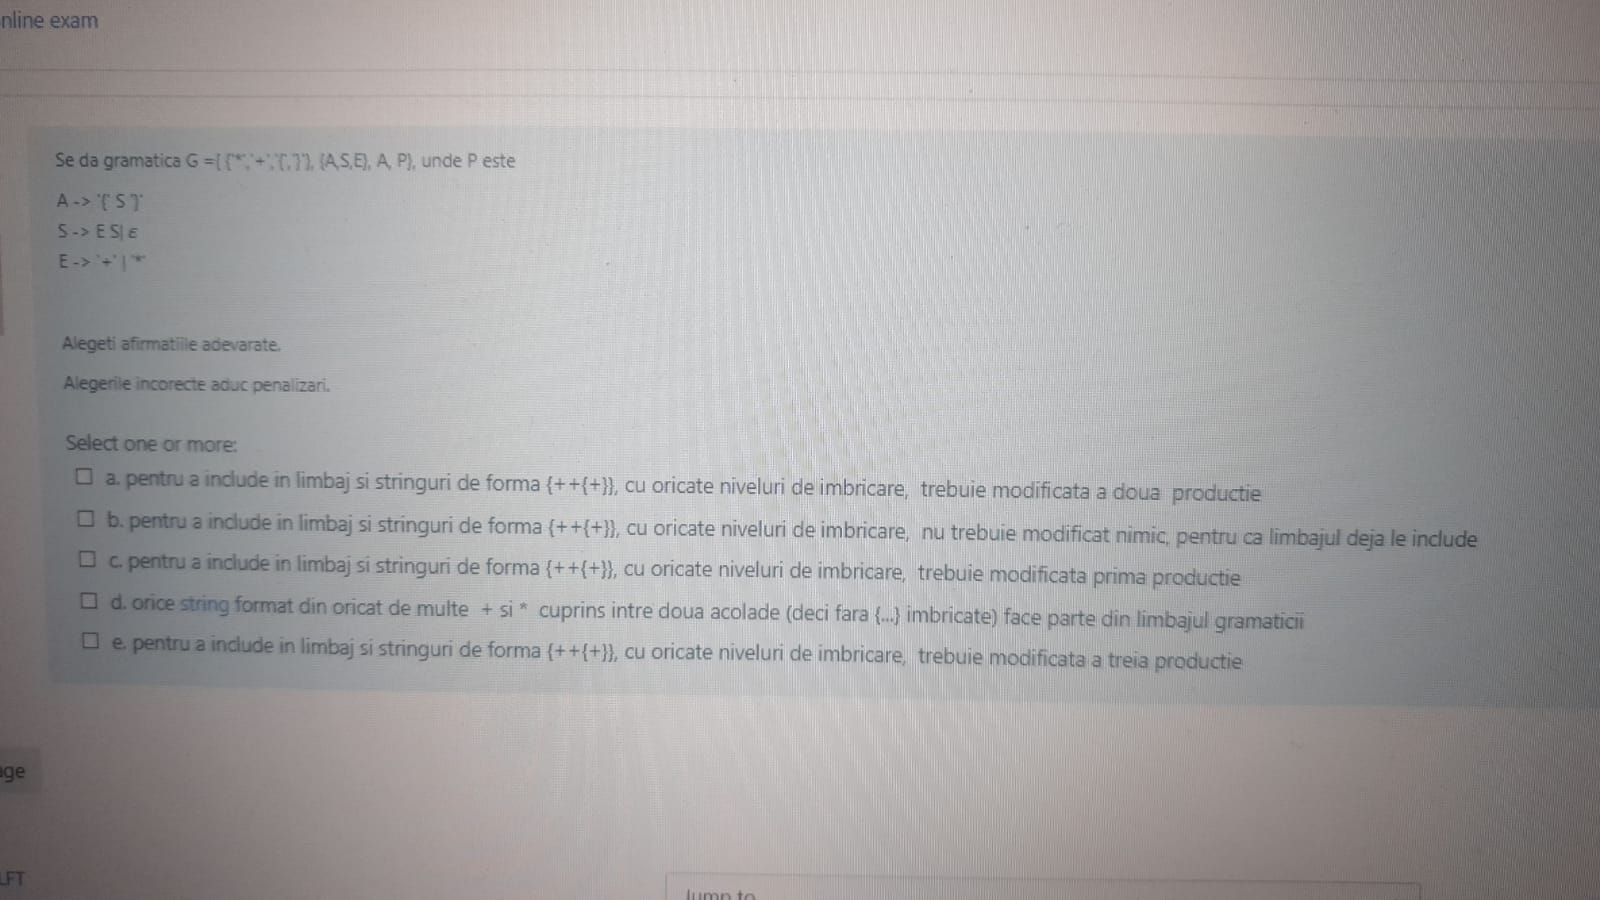 nline exam
Se da gramatica G ={ {'*','+','{','}'}, {A,S,E}, A, P}, unde P este
A -> '{' S '}'
S -> E S| ε
E -> '+' | '*'
Alegeti afirmatiile adevarate.
Alegerile incorecte aduc penalizari.
Select one or more:
a. pentru a include in limbaj si stringuri de forma {++{+}}, cu oricate niveluri de imbricare, trebuie modificata a doua productie
b. pentru a include in limbaj si stringuri de forma {++{+}}, cu oricate niveluri de imbricare, nu trebuie modificat nimic, pentru ca limbajul deja le include
c. pentru a include in limbaj si stringuri de forma {++{+}}, cu oricate niveluri de imbricare, trebuie modificata prima productie
d. orice string format din oricat de multe + si * cuprins intre doua acolade (deci fara {...} imbricate) face parte din limbajul gramaticii
e. pentru a include in limbaj si stringuri de forma {++{+}}, cu oricate niveluri de imbricare, trebuie modificata a treia productie
age
LFT
Jump to